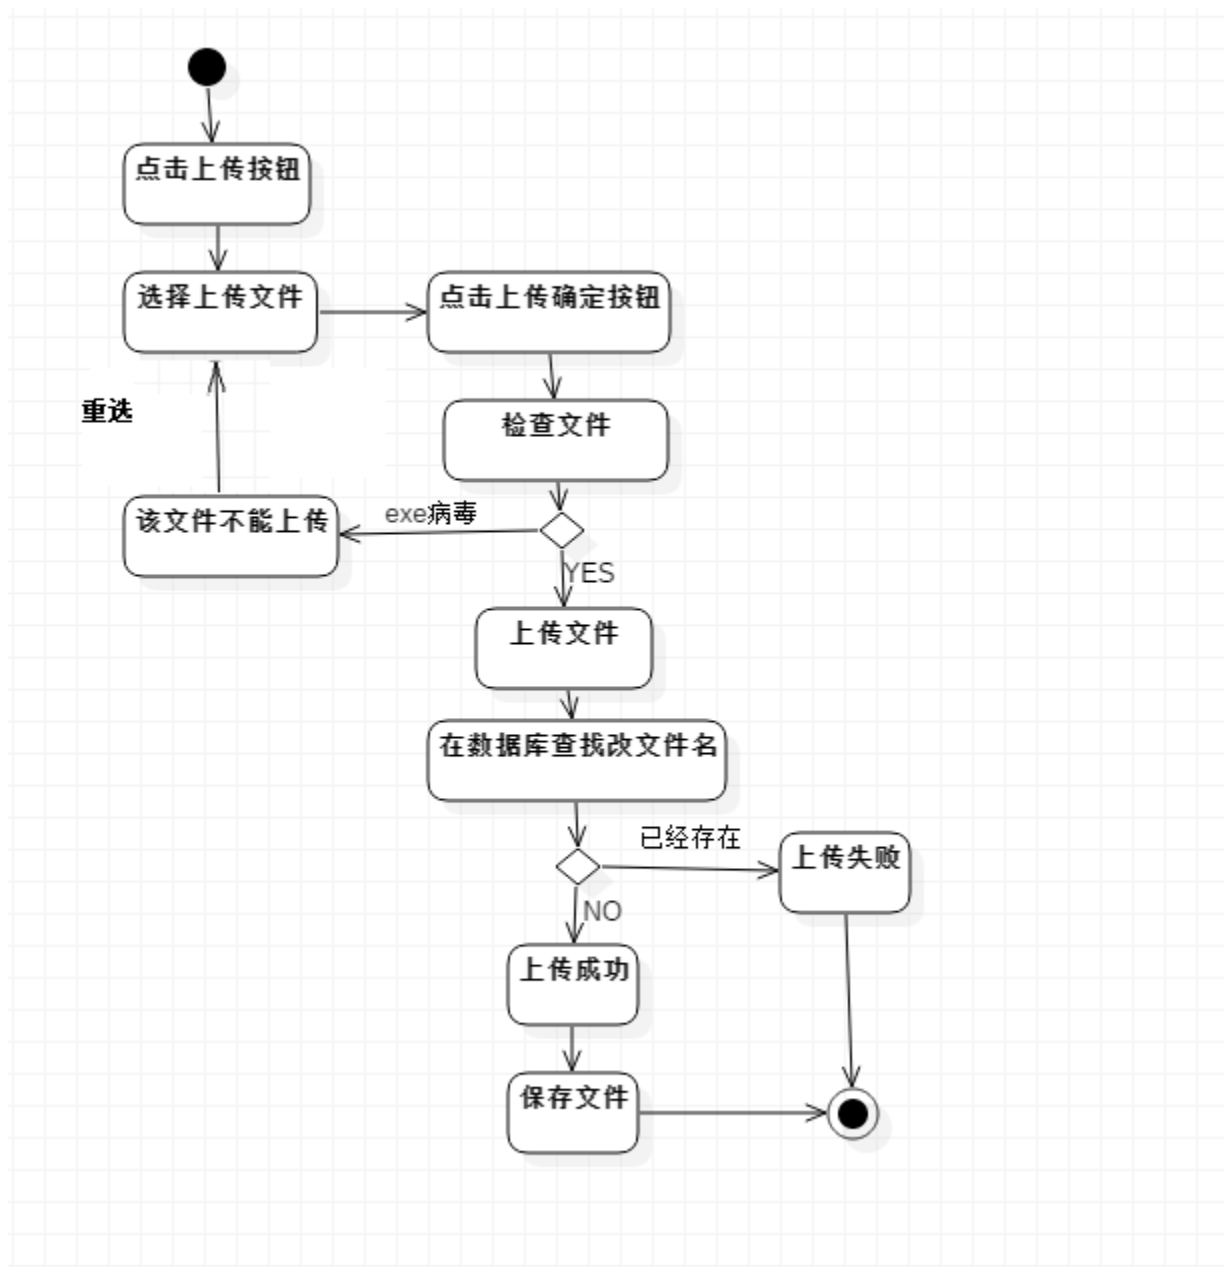 点击上传按钮
选择上传文件
点击上传确定按钮
重选
检查文件
该文件不能上传
exe病毒
YES
上传文件
在数据库查找改文件名
已经存在
上传失败
NO
上传成功
保存文件